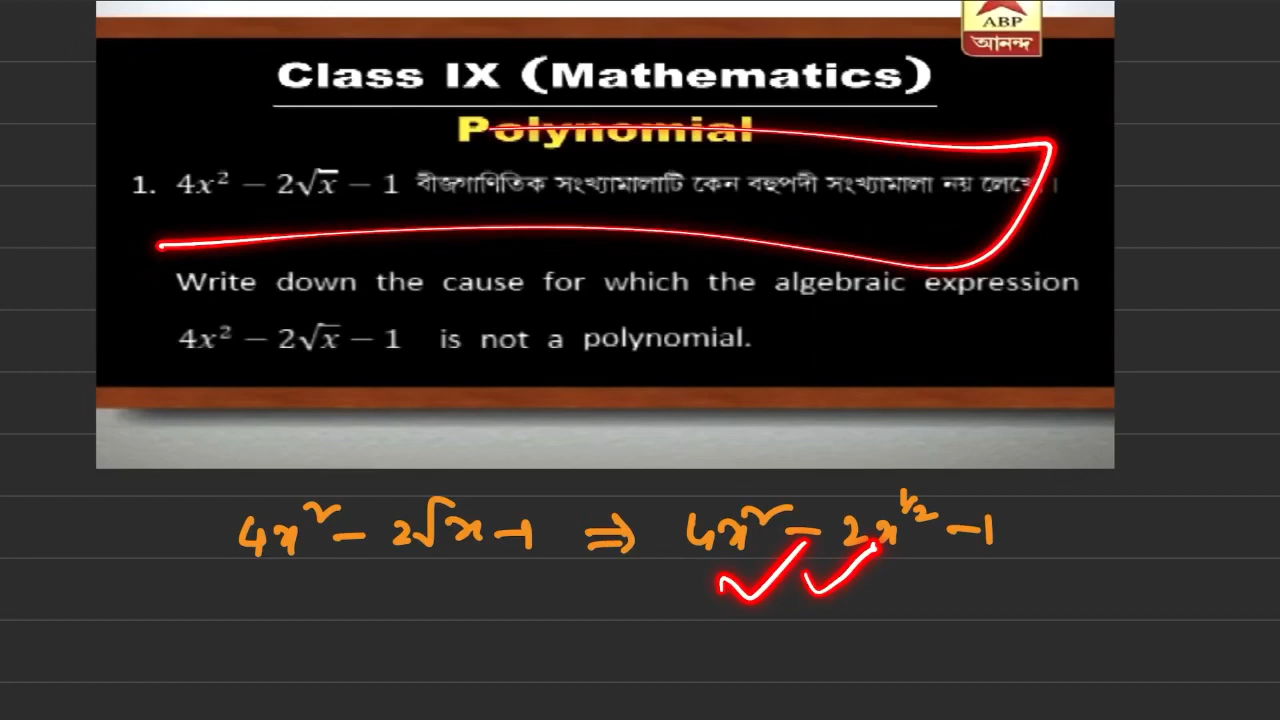 ABP
আনন্দ
Class IX (Mathematics)
Polynomial
1. 4x² − 2√x − 1 বীজগাণিতিক সংখ্যামালাটি কেন বহুপদী সংখ্যামালা নয় লেখো।
Write down the cause for which the algebraic expression
4x² − 2√x − 1 is not a polynomial.
4x² − 2√x − 1 ⇒ 4x² − 2x^{1/2} − 1